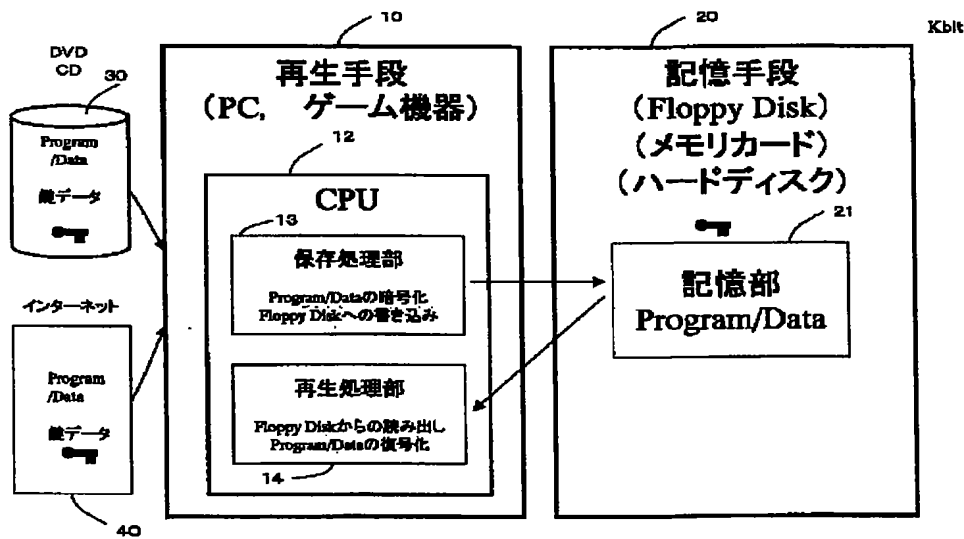 DVD
CD
30
Program
/Data
鍵データ
インターネット
Program
/Data
鍵データ
40
10
再生手段
(PC, ゲーム機器)
12
CPU
13
保存処理部
Program/Dataの暗号化
Floppy Diskへの書き込み
再生処理部
Floppy Diskからの読み出し
Program/Dataの復号化
14
20
記憶手段
(Floppy Disk)
(メモリカード)
(ハードディスク)
21
記憶部
Program/Data
Kbit